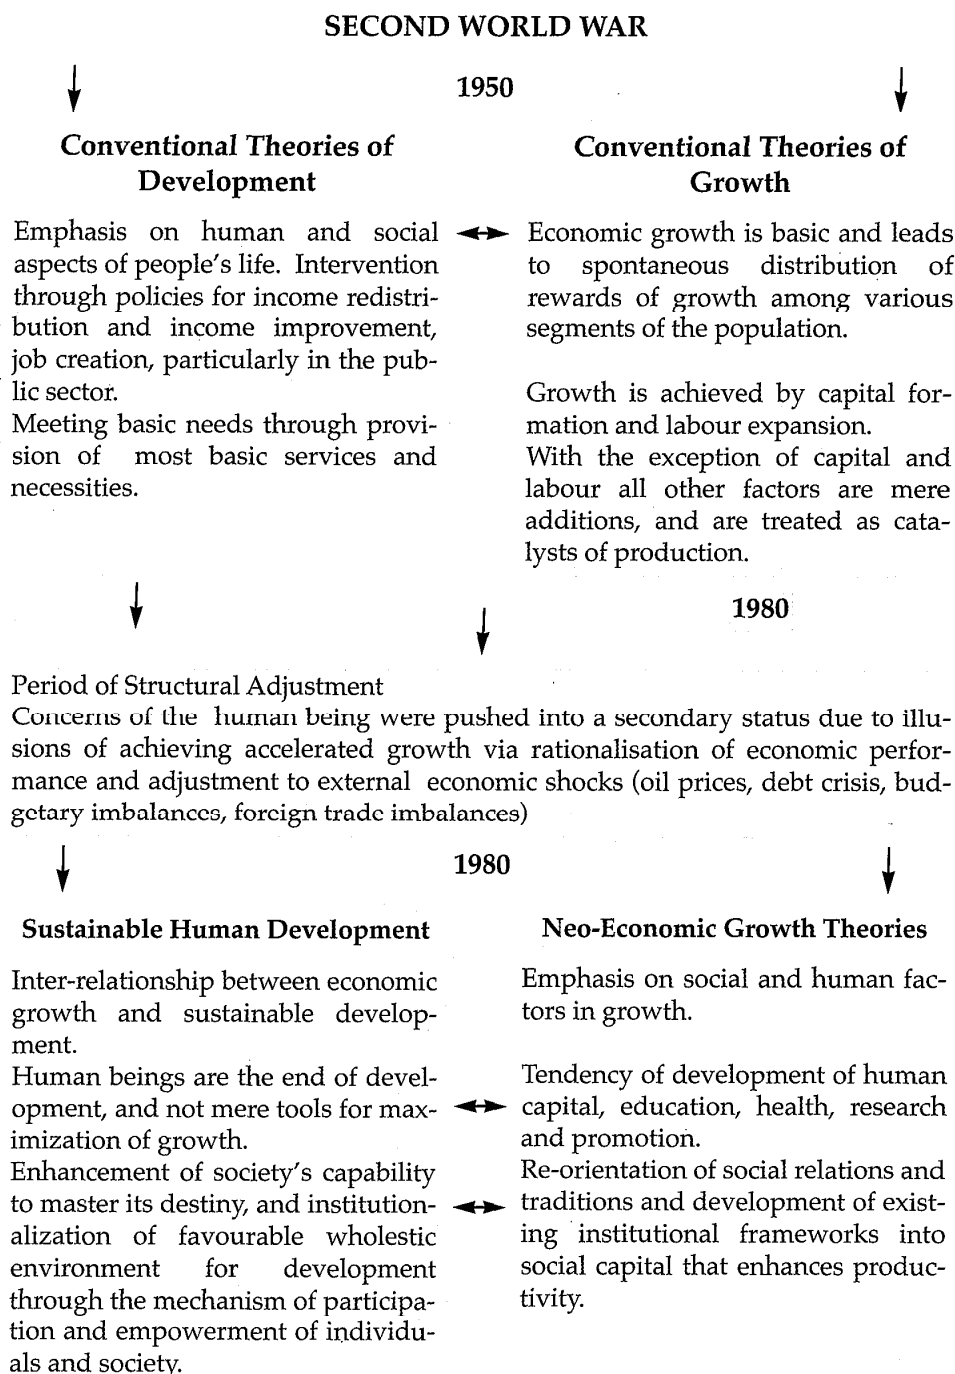 SECOND WORLD WAR
1950
Conventional Theories of
Development
Emphasis on human and social
aspects of people's life. Intervention
through policies for income redistri-
bution and income improvement,
job creation, particularly in the pub-
lic sector.
Meeting basic needs through provi-
sion of most basic services and
necessities.
Conventional Theories of
Growth
Economic growth is basic and leads
to spontaneous distribution of
rewards of growth among various
segments of the population.
Growth is achieved by capital for-
mation and labour expansion.
With the exception of capital and
labour all other factors are mere
additions, and are treated as cata-
lysts of production.
1980
Period of Structural Adjustment
Concerns of the human being were pushed into a secondary status due to illu-
sions of achieving accelerated growth via rationalisation of economic perfor-
mance and adjustment to external economic shocks (oil prices, debt crisis, bud-
getary imbalances, foreign trade imbalances)
1980
Sustainable Human Development
Inter-relationship between economic
growth and sustainable develop-
ment.
Human beings are the end of devel-
opment, and not mere tools for max-
imization of growth.
Enhancement of society's capability
to master its destiny, and institution-
alization of favourable wholestic
environment for development
through the mechanism of participa-
tion and empowerment of individu-
als and society.
Neo-Economic Growth Theories
Emphasis on social and human fac-
tors in growth.
Tendency of development of human
capital, education, health, research
and promotion.
Re-orientation of social relations and
traditions and development of exist-
ing institutional frameworks into
social capital that enhances produc-
tivity.